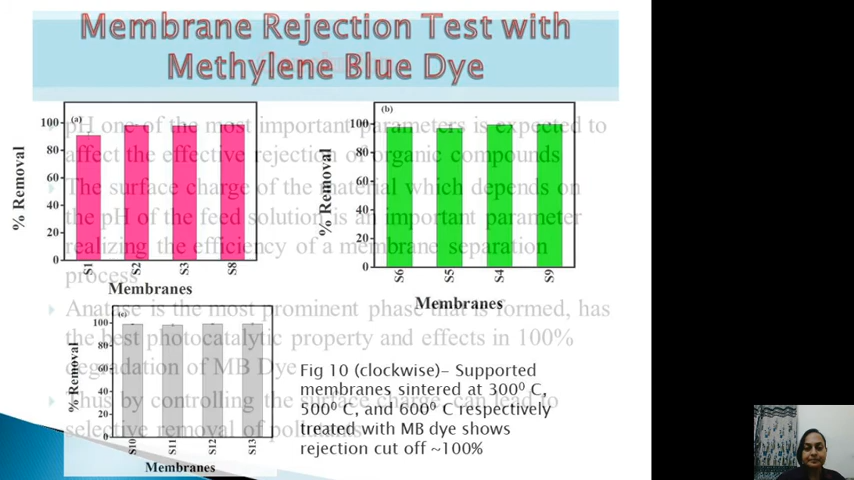 Membrane Rejection Test with
Methylene Blue Dye
(a)
% Removal
100
80
60
40
20
0
S1 S2 S3 S8
Membranes
(b)
% Removal
100
80
60
40
20
0
S6 S5 S4 S9
Membranes
pH one of the most important parameters is expected to
affect the effective rejection of organic compounds
The surface charge of the material which depends on
the pH of the feed solution is an important parameter
realizing the efficiency of a membrane separation
process
Anatase is the most prominent phase that is formed, has
the best photocatalytic property and effects in 100%
degradation of MB Dye
Thus by controlling the surface charge, can lead to
selective removal of pollutants
(c)
% Removal
100
80
60
40
20
0
S10 S11 S12 S13
Membranes
Fig 10 (clockwise)– Supported
membranes sintered at 300⁰ C,
500⁰ C, and 600⁰ C respectively
treated with MB dye shows
rejection cut off ~100%